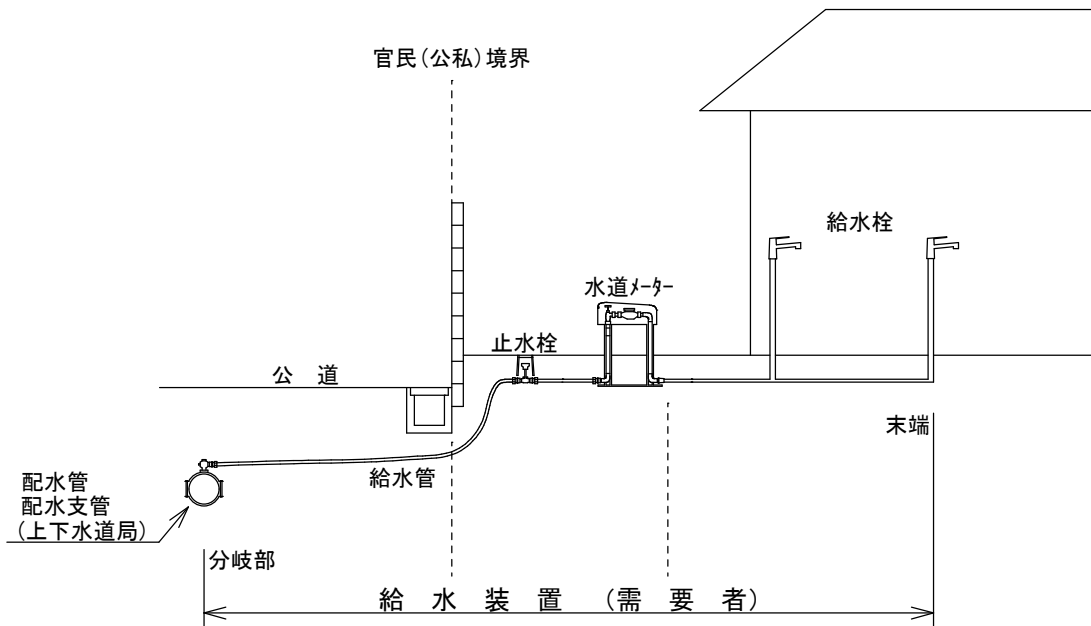 官民(公私)境界
給水栓
水道ﾒｰﾀｰ
止水栓
公 道
末端
給水管
配水管
配水支管
(上下水道局)
分岐部
給 水 装 置 (需 要 者)